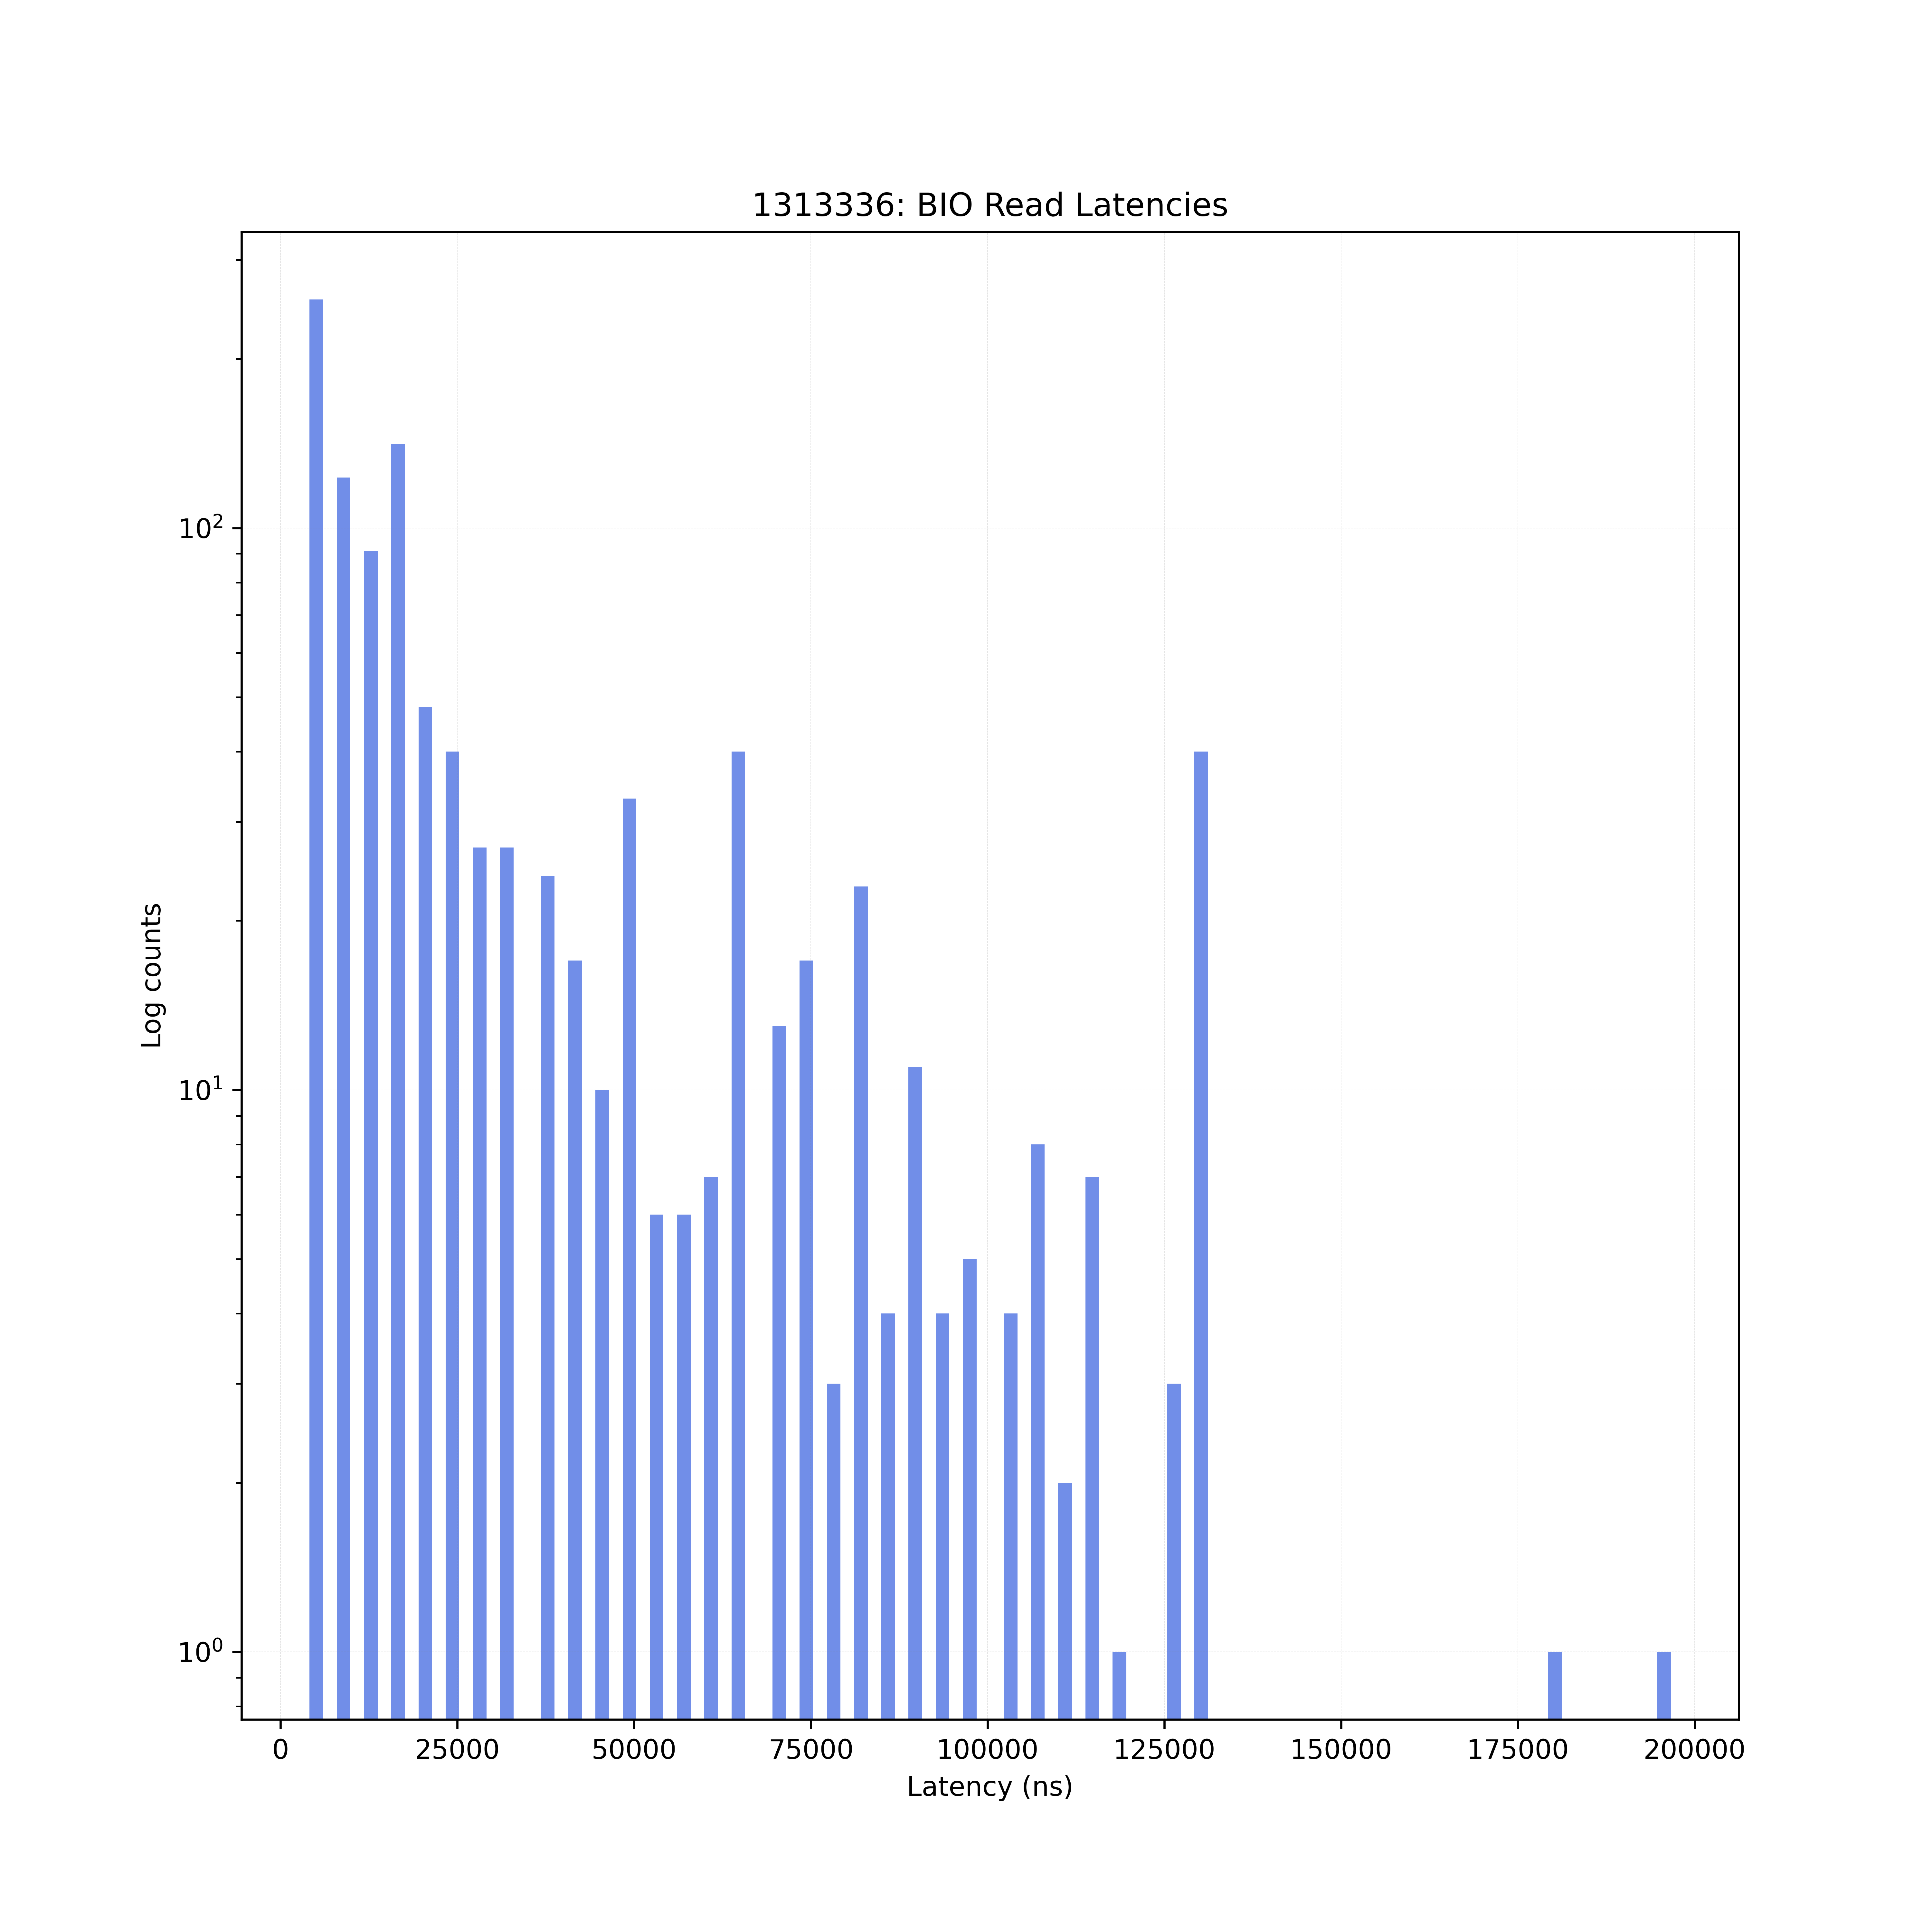 1313336: BIO Read Latencies
Log counts
10²
10¹
10⁰
0 25000 50000 75000 100000 125000 150000 175000 200000
Latency (ns)